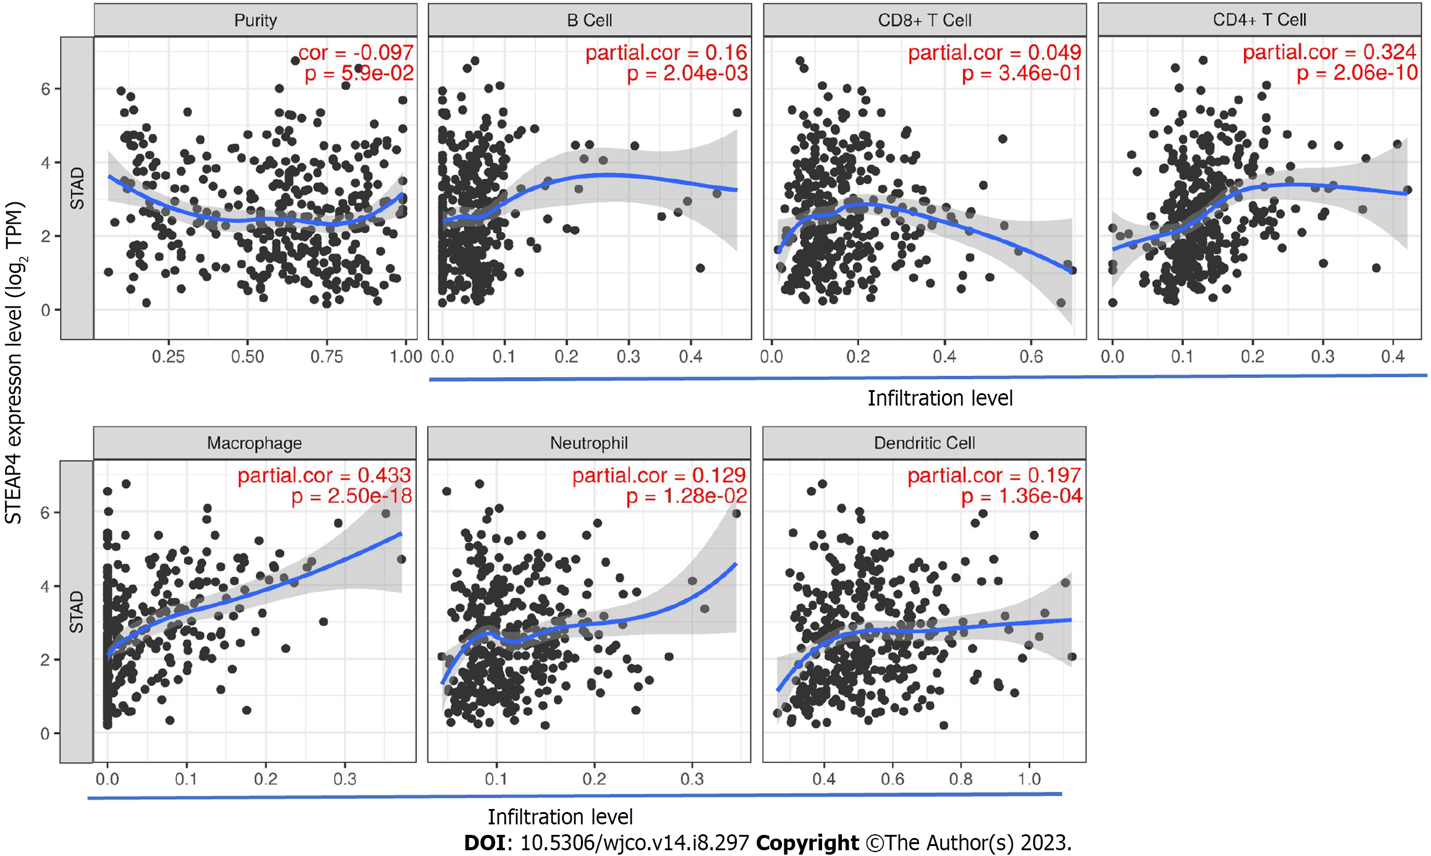 Purity
B Cell
CD8+ T Cell
CD4+ T Cell
cor = -0.097
p = 5.9e-02
partial.cor = 0.16
p = 2.04e-03
partial.cor = 0.049
p = 3.46e-01
partial.cor = 0.324
p = 2.06e-10
STEAP4 expresson level (log2 TPM)
STAD
6
4
2
0
0.25 0.50 0.75 1.00
0.0 0.1 0.2 0.3 0.4
0.0 0.2 0.4 0.6
0.0 0.1 0.2 0.3 0.4
Infiltration level
Macrophage
Neutrophil
Dendritic Cell
partial.cor = 0.433
p = 2.50e-18
partial.cor = 0.129
p = 1.28e-02
partial.cor = 0.197
p = 1.36e-04
STAD
6
4
2
0
0.0 0.1 0.2 0.3
0.1 0.2 0.3
0.4 0.6 0.8 1.0
Infiltration level
DOI: 10.5306/wjco.v14.i8.297 Copyright ©The Author(s) 2023.